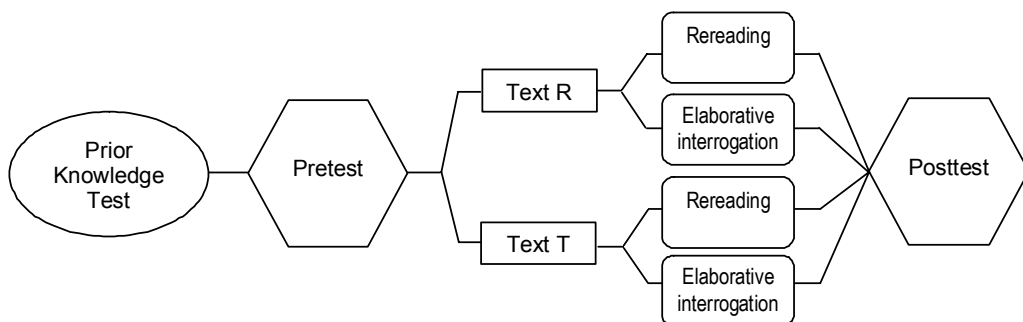 Prior
Knowledge
Test
Pretest
Text R
Text T
Rereading
Elaborative
interrogation
Rereading
Elaborative
interrogation
Posttest